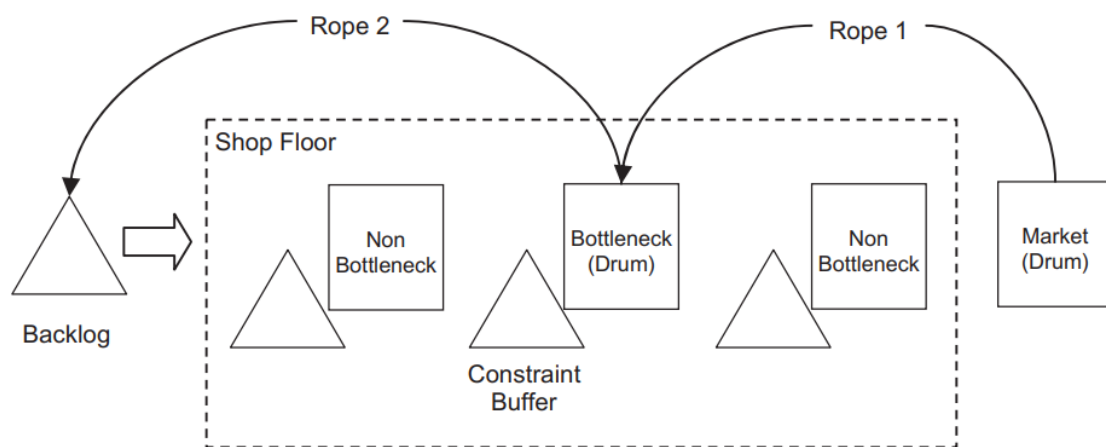 Rope 2
Rope 1
Shop Floor
Non
Bottleneck
Bottleneck
(Drum)
Non
Bottleneck
Market
(Drum)
Backlog
Constraint
Buffer